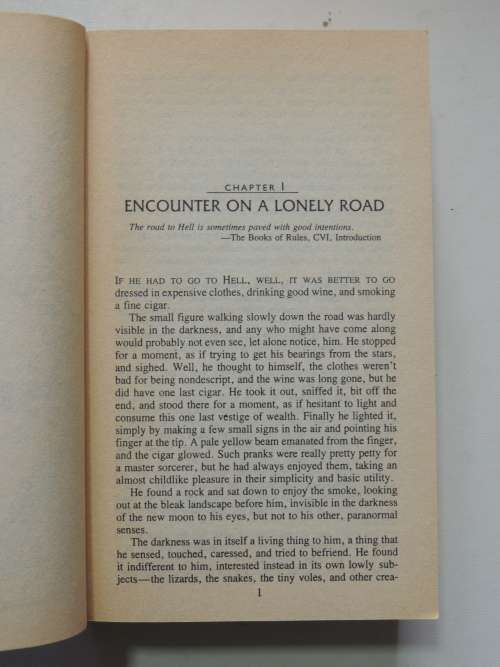 CHAPTER 1
ENCOUNTER ON A LONELY ROAD
The road to Hell is sometimes paved with good intentions.
—The Books of Rules, CVI, Introduction
IF HE HAD TO GO TO HELL, WELL, IT WAS BETTER TO GO
dressed in expensive clothes, drinking good wine, and smoking
a fine cigar.
The small figure walking slowly down the road was hardly
visible in the darkness, and any who might have come along
would probably not even see, let alone notice, him. He stopped
for a moment, as if trying to get his bearings from the stars,
and sighed. Well, he thought to himself, the clothes weren't
bad for being nondescript, and the wine was long gone, but he
did have one last cigar. He took it out, sniffed it, bit off the
end, and stood there for a moment, as if hesitant to light and
consume this one last vestige of wealth. Finally he lighted it,
simply by making a few small signs in the air and pointing his
finger at the tip. A pale yellow beam emanated from the finger,
and the cigar glowed. Such pranks were really pretty petty for
a master sorcerer, but he had always enjoyed them, taking an
almost childlike pleasure in their simplicity and basic utility.
He found a rock and sat down to enjoy the smoke, looking
out at the bleak landscape before him, invisible in the darkness
of the new moon to his eyes, but not to his other, paranormal
senses.
The darkness was in itself a living thing to him, a thing that
he sensed, touched, caressed, and tried to befriend. He found
it indifferent to him, interested instead in its own lowly sub-
jects—the lizards, the snakes, the tiny voles, and other crea-
1